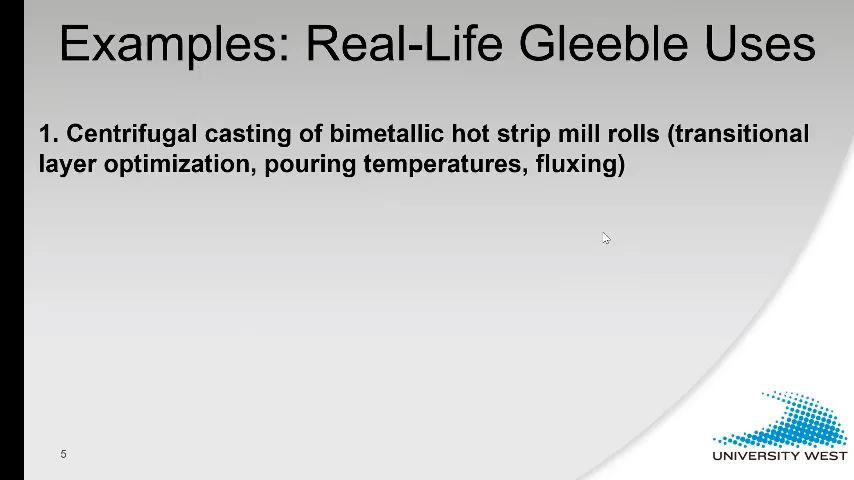 Examples: Real-Life Gleeble Uses
1. Centrifugal casting of bimetallic hot strip mill rolls (transitional
layer optimization, pouring temperatures, fluxing)
5
UNIVERSITY WEST